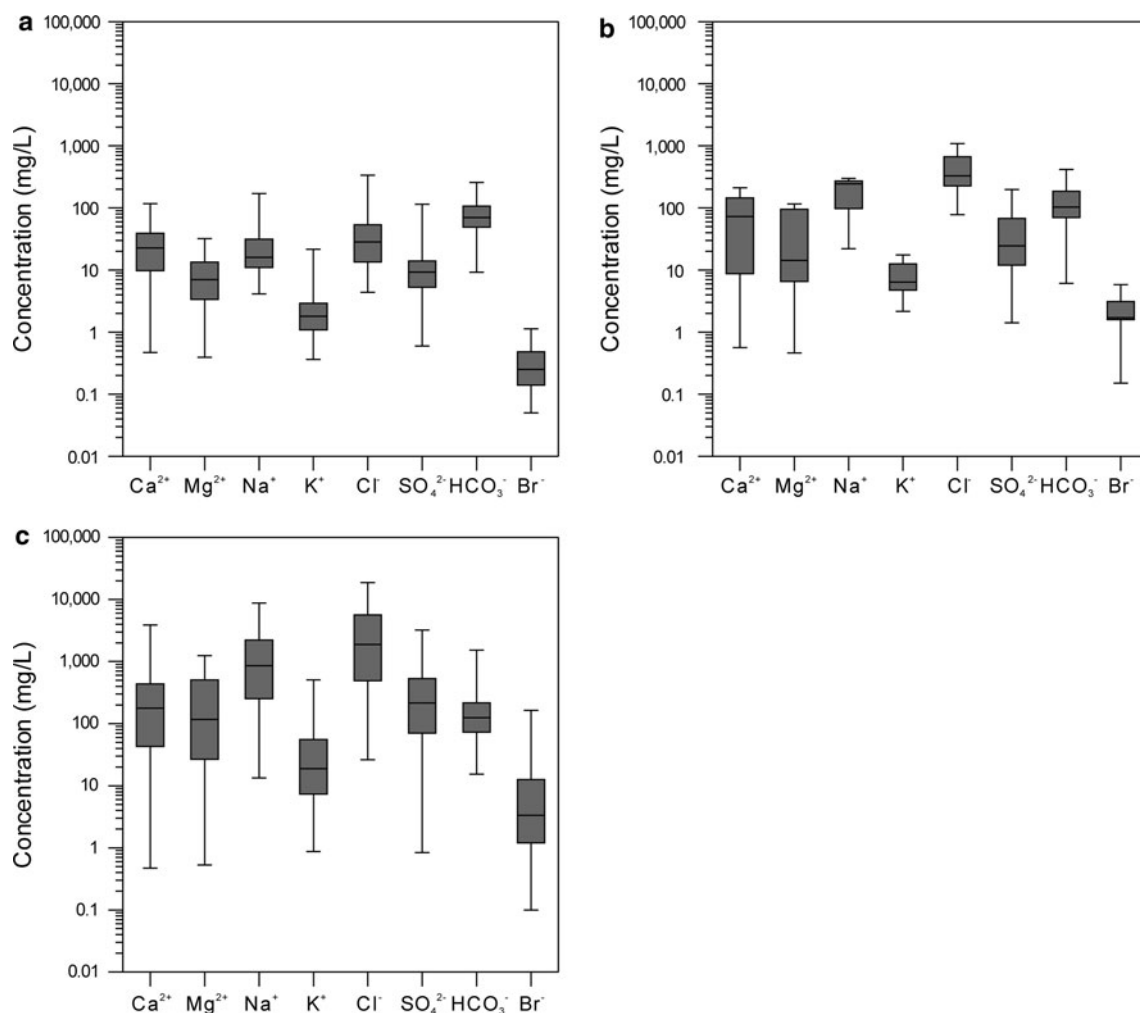 a
100,000
10,000
1,000
100
10
1
0.1
0.01
Concentration (mg/L)
Ca²⁺ Mg²⁺ Na⁺ K⁺ Cl⁻ SO₄²⁻ HCO₃⁻ Br⁻
b
100,000
10,000
1,000
100
10
1
0.1
0.01
Concentration (mg/L)
Ca²⁺ Mg²⁺ Na⁺ K⁺ Cl⁻ SO₄²⁻ HCO₃⁻ Br⁻
c
100,000
10,000
1,000
100
10
1
0.1
0.01
Concentration (mg/L)
Ca²⁺ Mg²⁺ Na⁺ K⁺ Cl⁻ SO₄²⁻ HCO₃⁻ Br⁻